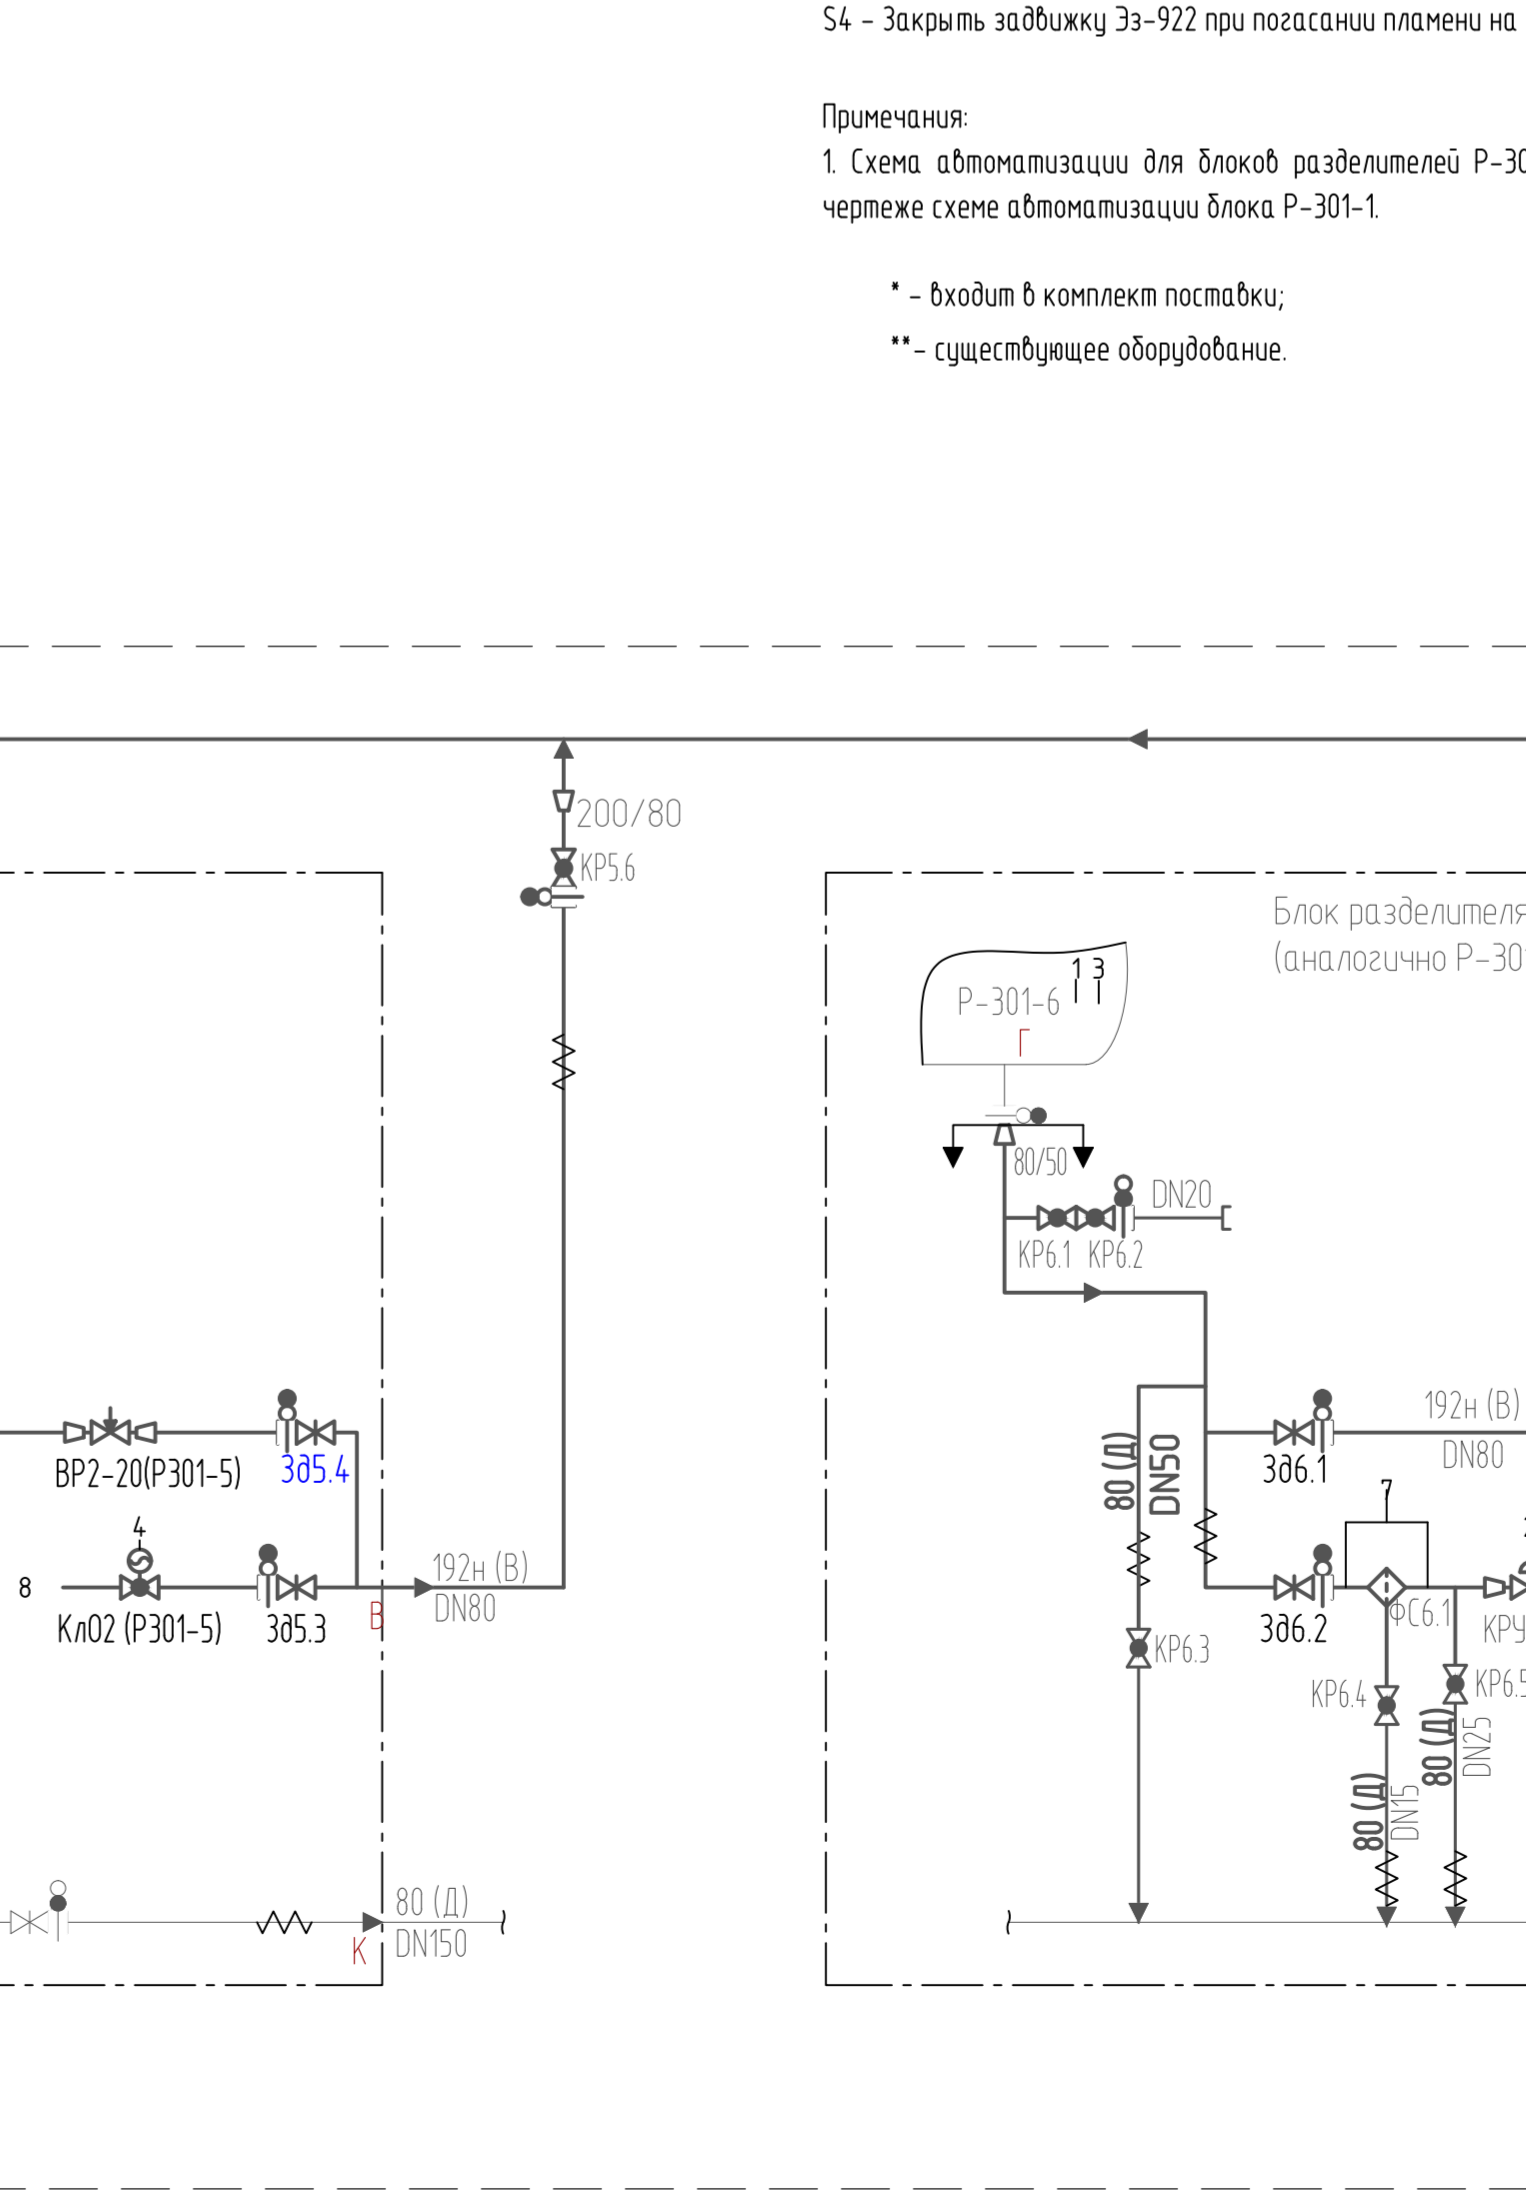 S4 – Закрыть задвижку Эз-922 при погасании пламени на
Примечания:
1. Схема автоматизации для блоков разделителей Р-30
чертеже схеме автоматизации блока Р-301-1.
* – входит в комплект поставки;
**– существующее оборудование.
200/80
КР5.6
Блок разделителя
(аналогично Р-30
1 3
Р-301-6
Г
80/50
DN20
КР6.1 КР6.2
ВР2-20(Р301-5)
Зд5.4
4
8
КлО2 (Р301-5)
Зд5.3
В
192н (В)
DN80
80 (Д)
DN50
192н (В)
DN80
Зд6.1
7
Зд6.2
ФС6.1
КРУ
КР6.3
КР6.4
КР6.5
80 (Д)
DN25
80 (Д)
DN15
80 (Д)
DN150
К